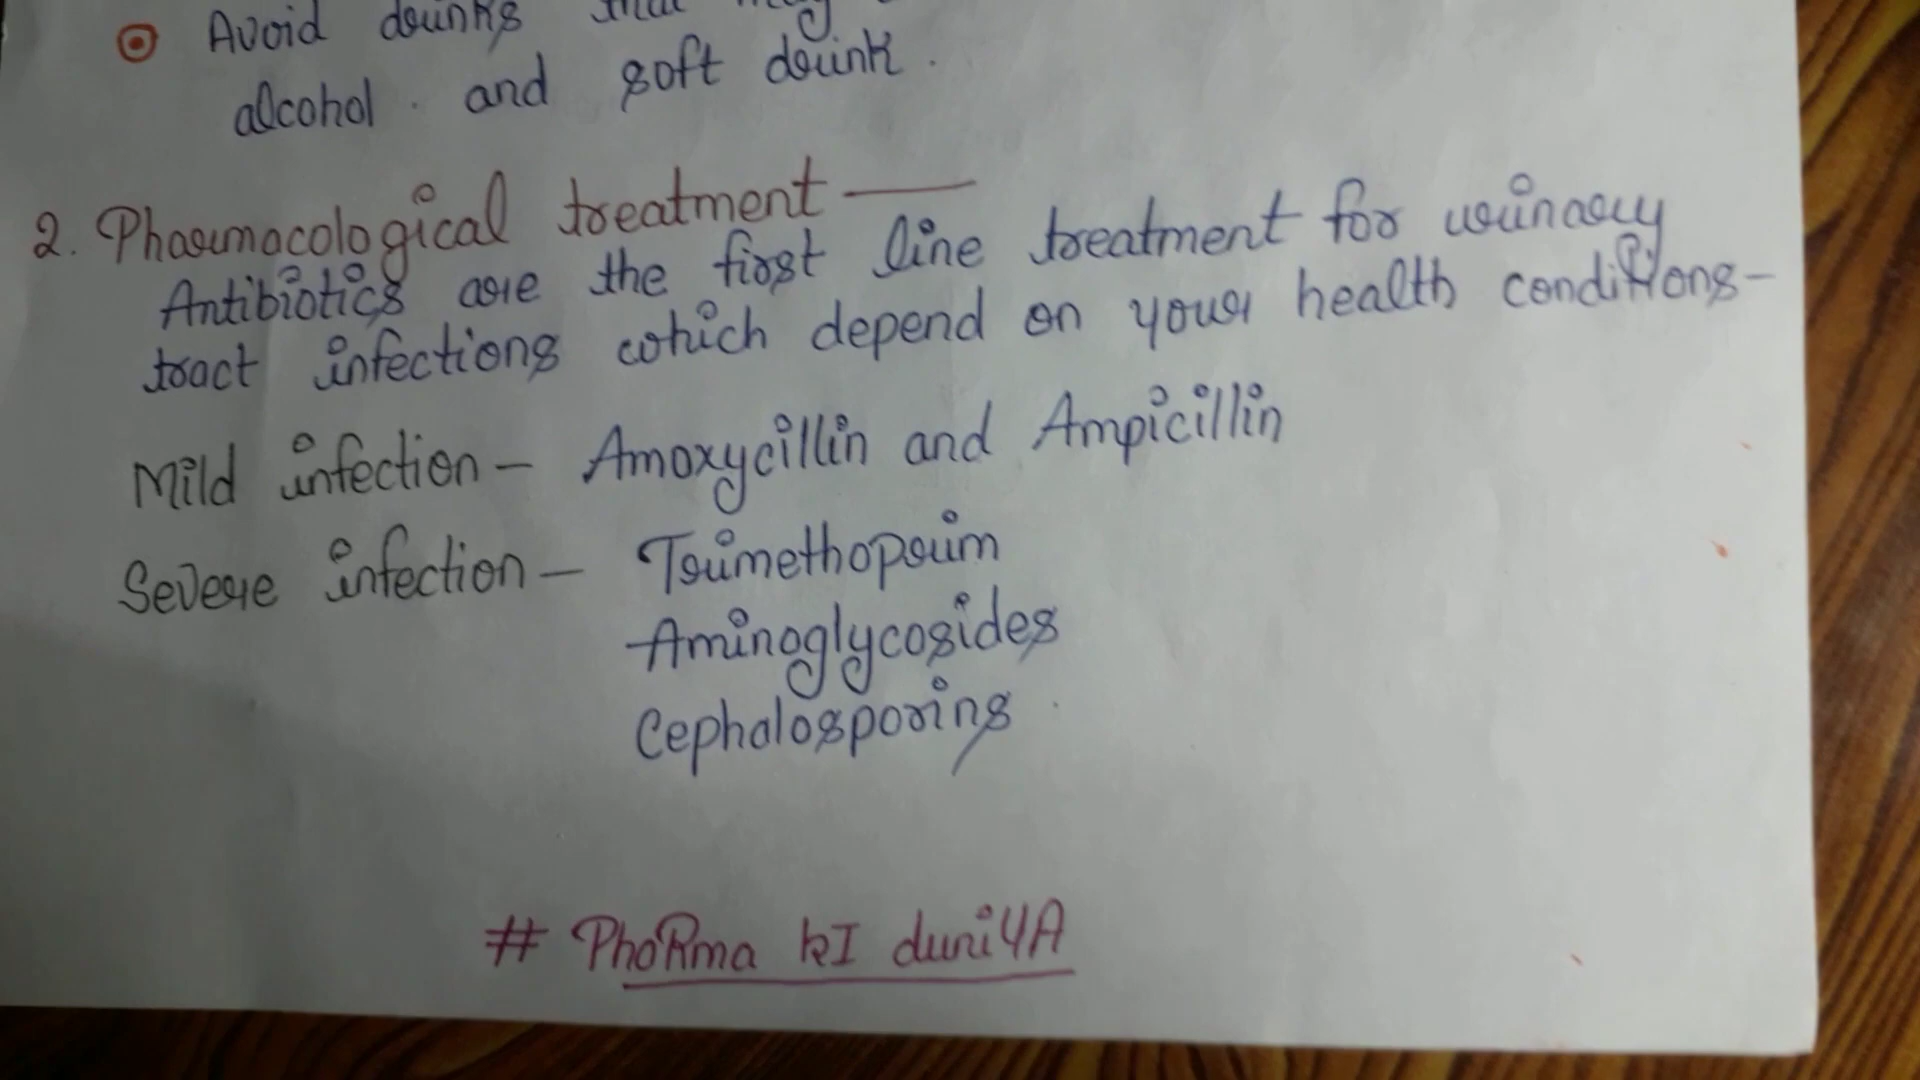 Avoid drinks that may
alcohol. and soft drink.
2. Pharmacological treatment —
Antibiotics are the first line treatment for urinary
tract infections which depend on your health conditions-
Mild infection - Amoxycillin and Ampicillin
Severe infection - Trimethoprim
Aminoglycosides
Cephalosporins
# PhaRma kI duniyA